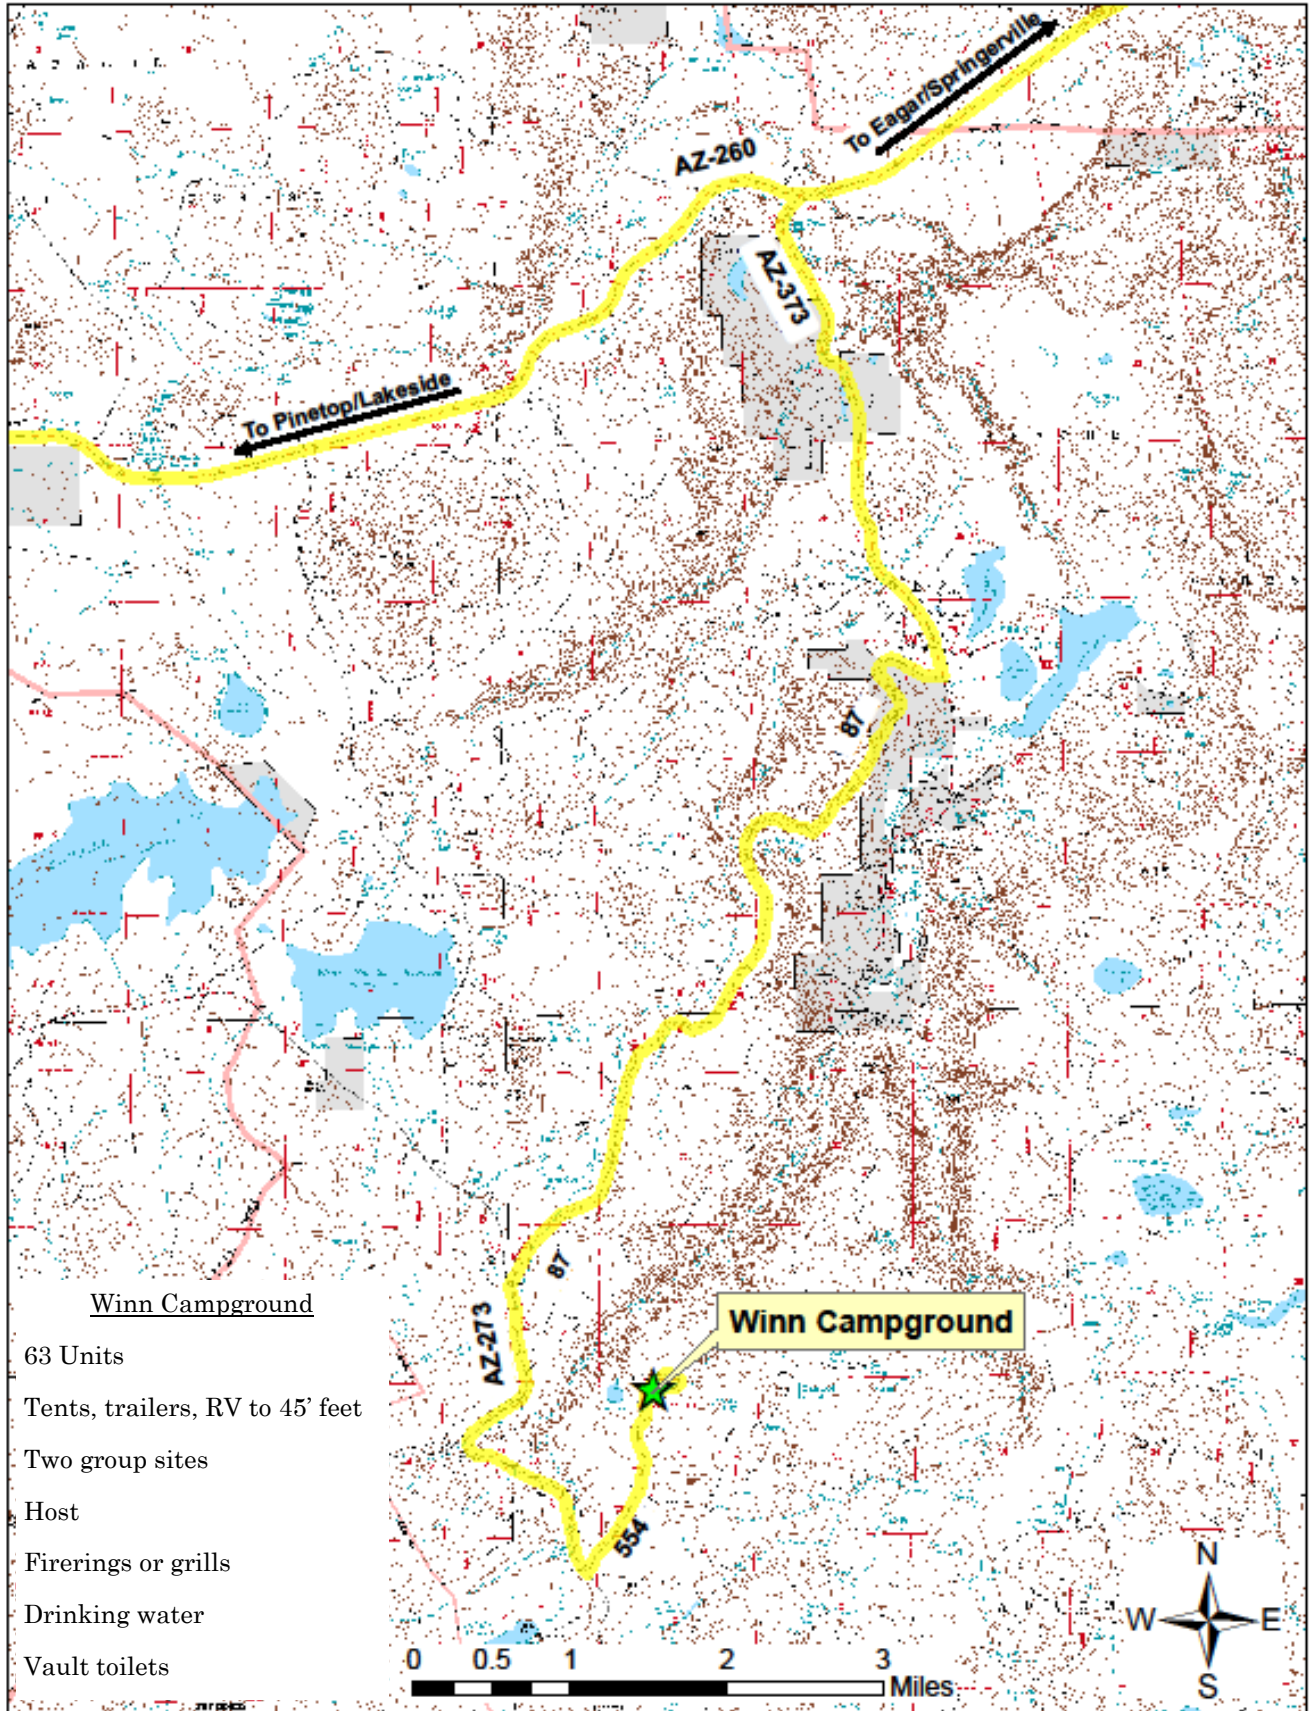 To Eagar/Springerville
AZ-260
AZ-373
To Pinetop/Lakeside
87
87
AZ-273
Winn Campground
554
Winn Campground
63 Units
Tents, trailers, RV to 45’ feet
Two group sites
Host
Firerings or grills
Drinking water
Vault toilets
0 0.5 1 2 3
Miles
N
W E
S